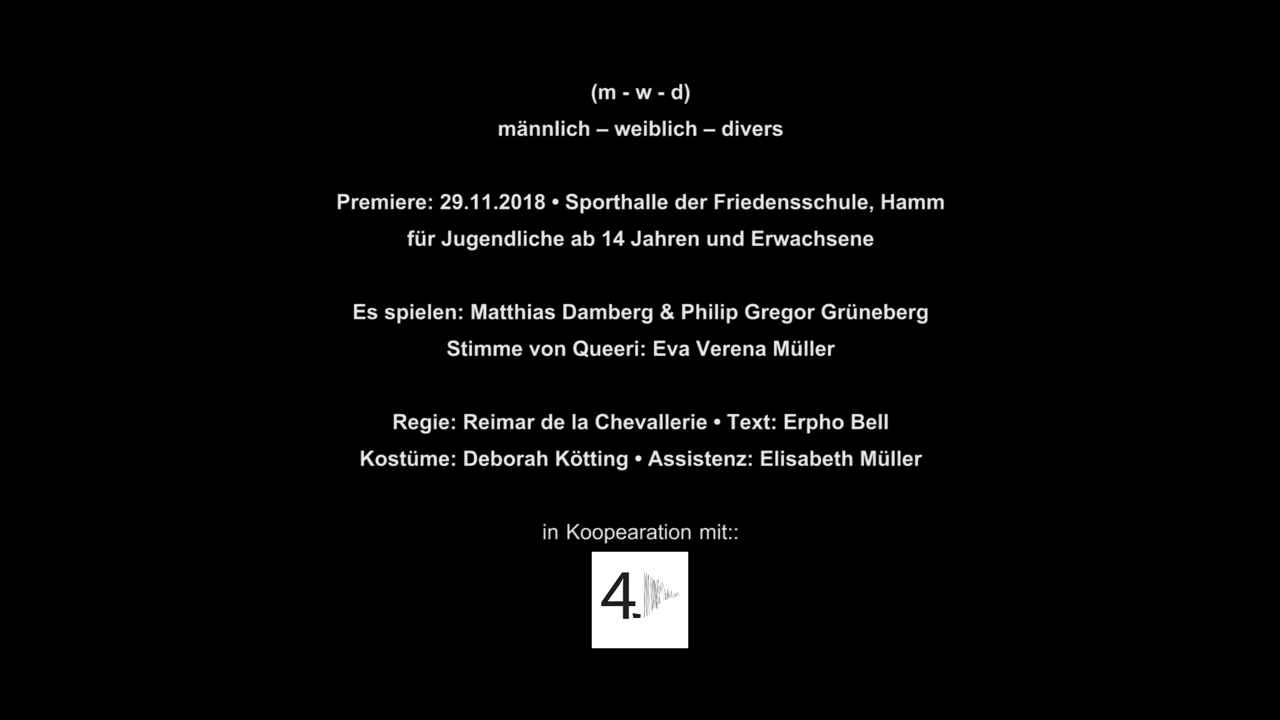 (m - w - d)
männlich – weiblich – divers
Premiere: 29.11.2018 • Sporthalle der Friedensschule, Hamm
für Jugendliche ab 14 Jahren und Erwachsene
Es spielen: Matthias Damberg & Philip Gregor Grüneberg
Stimme von Queeri: Eva Verena Müller
Regie: Reimar de la Chevallerie • Text: Erpho Bell
Kostüme: Deborah Kötting • Assistenz: Elisabeth Müller
in Koopearation mit::
4.